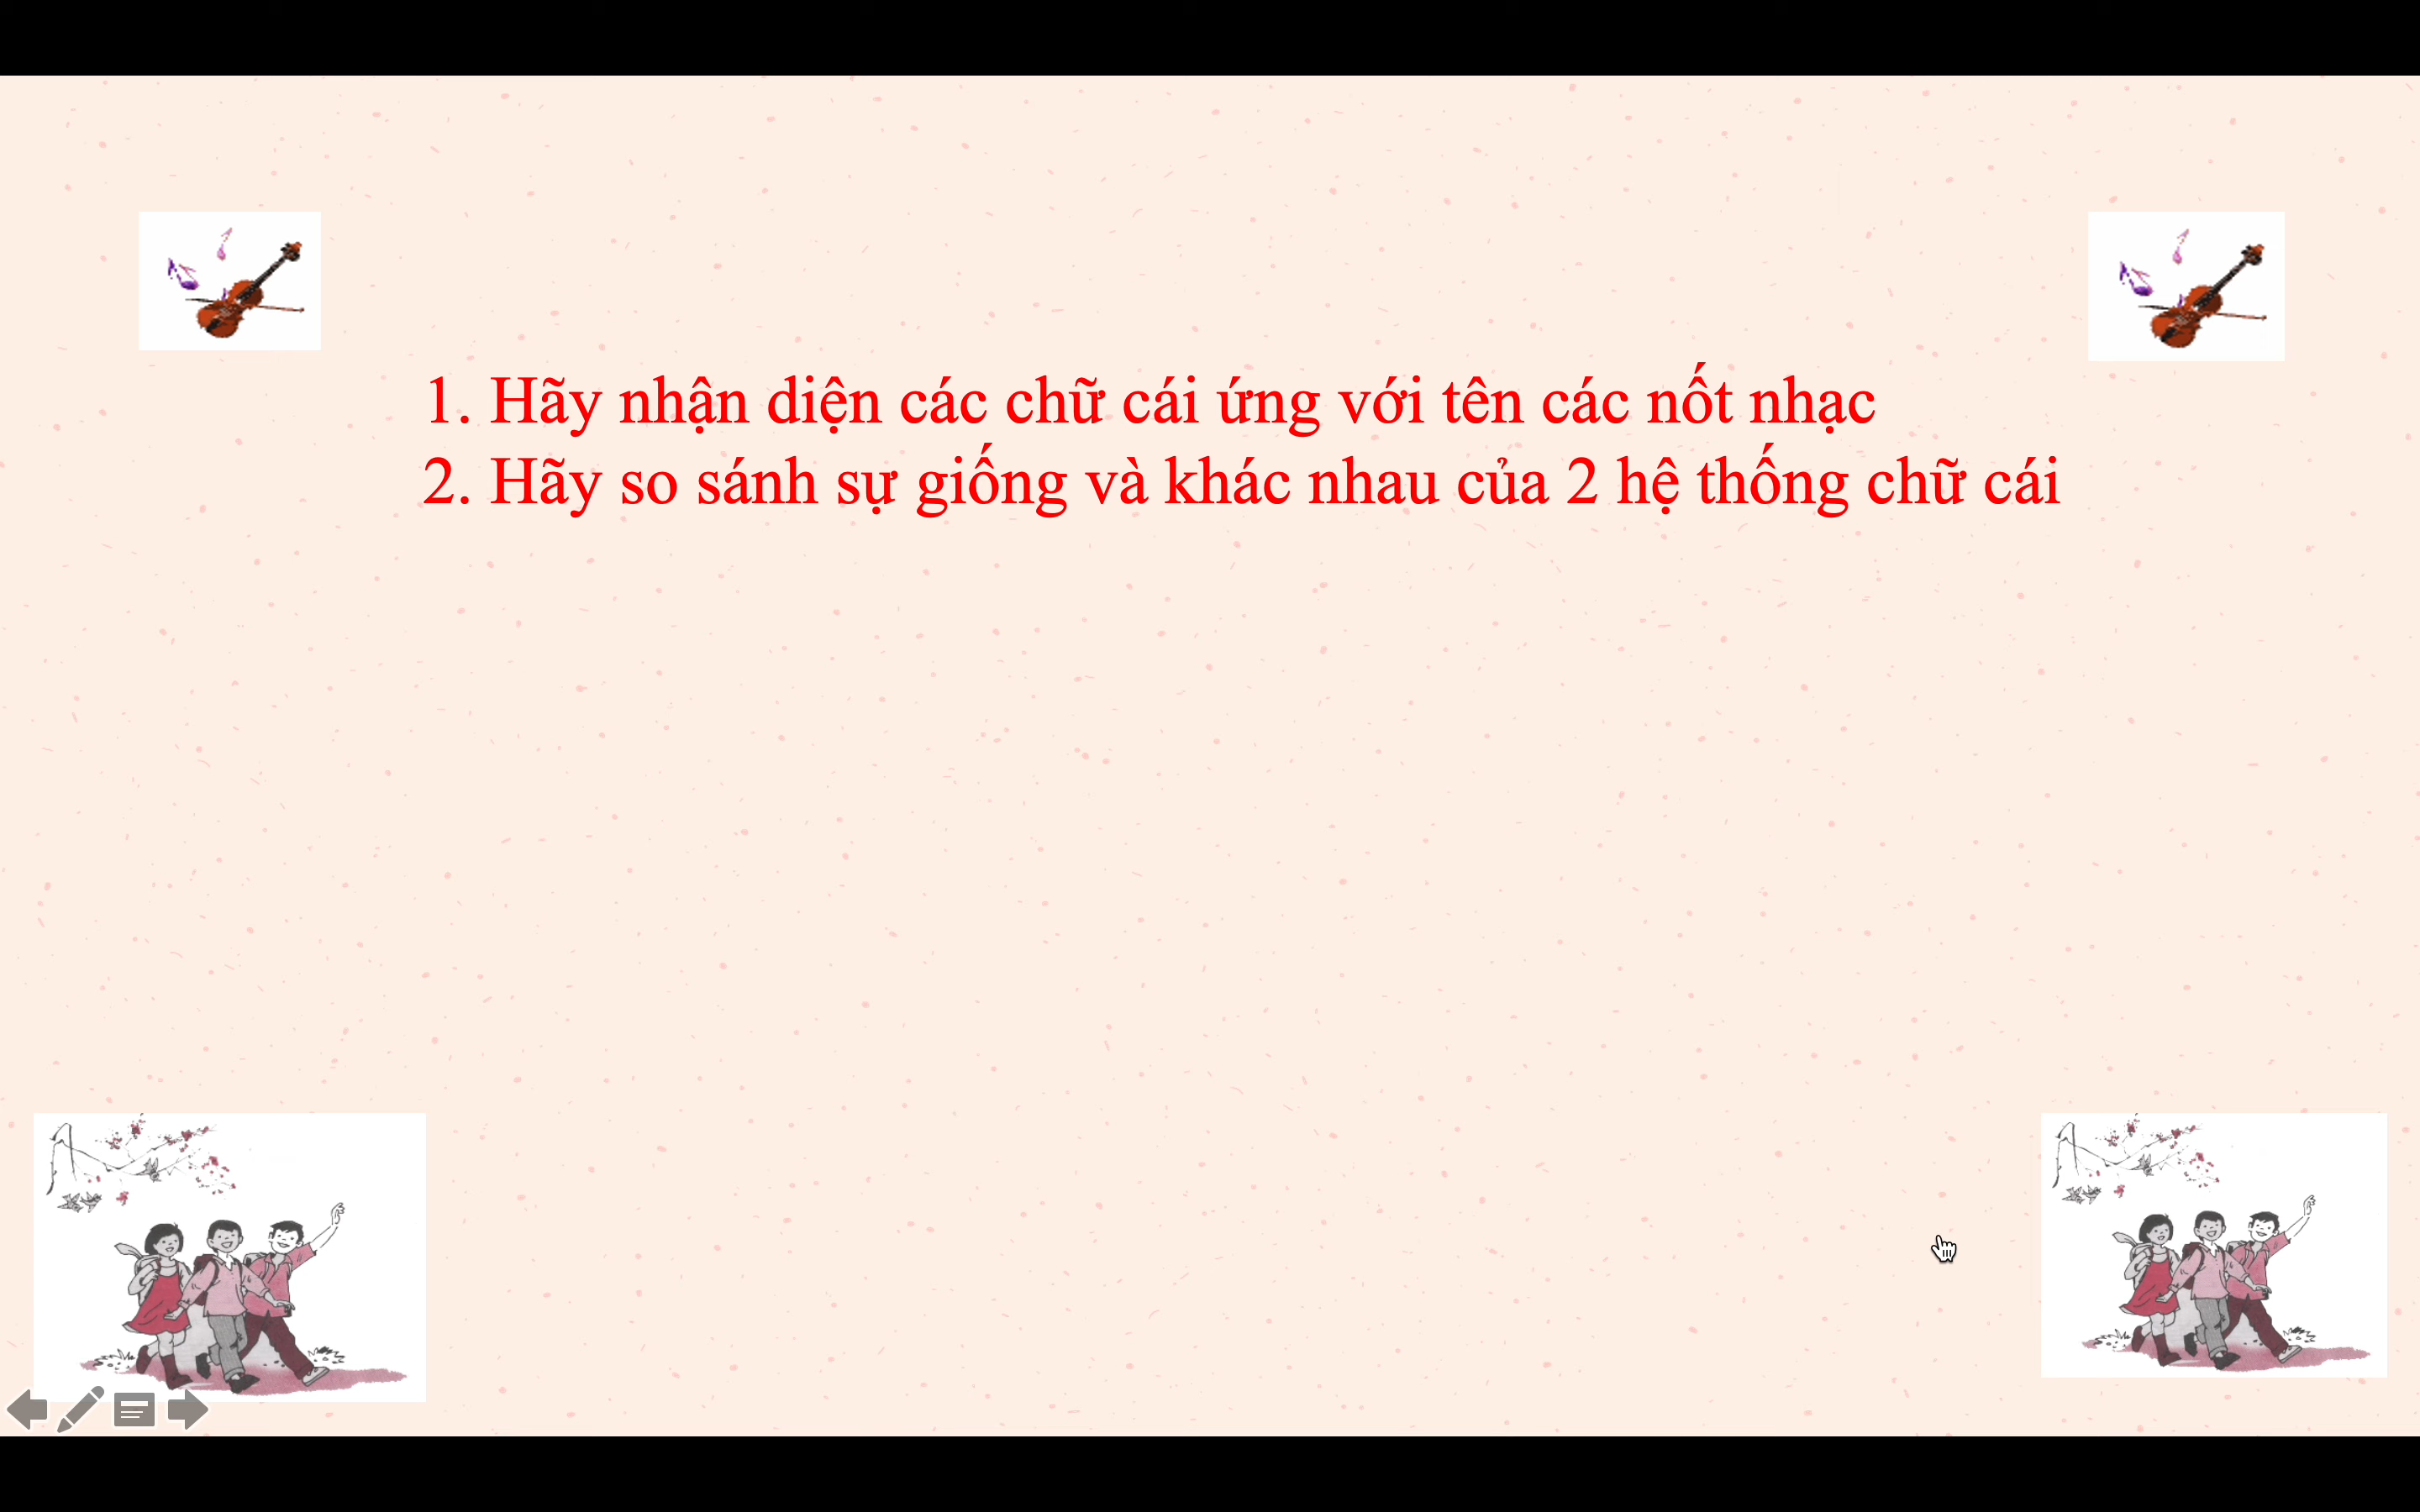 1. Hãy nhận diện các chữ cái ứng với tên các nốt nhạc
2. Hãy so sánh sự giống và khác nhau của 2 hệ thống chữ cái